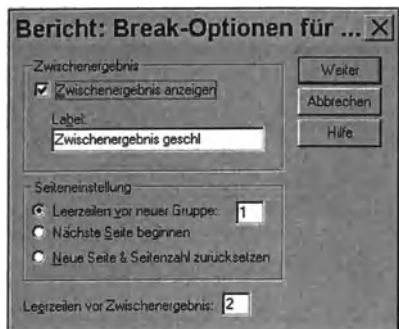 Bericht: Break-Optionen für ...
Zwischenergebnis
Zwischenergebnis anzeigen
Label:
Zwischenergebnis geschl
Weiter
Abbrechen
Hilfe
Seiteneinstellung
Leerzeilen vor neuer Gruppe: 1
Nächste Seite beginnen
Neue Seite & Seitenzahl zurücksetzen
Leerzeilen vor Zwischenergebnis: 2